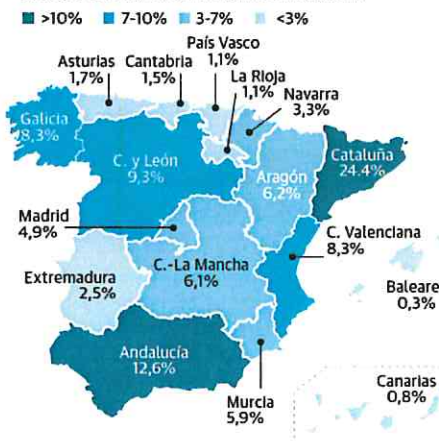 >10% 7-10% 3-7% <3%
País Vasco
1,1%
Asturias
1,7%
Cantabria
1,5%
La Rioja
1,1%
Navarra
3,3%
Galicia
8,3%
C. y León
9,3%
Aragón
6,2%
Cataluña
24,4%
Madrid
4,9%
C. Valenciana
8,3%
C.-La Mancha
6,1%
Extremadura
2,5%
Baleare
0,3%
Andalucía
12,6%
Murcia
5,9%
Canarias
0,8%